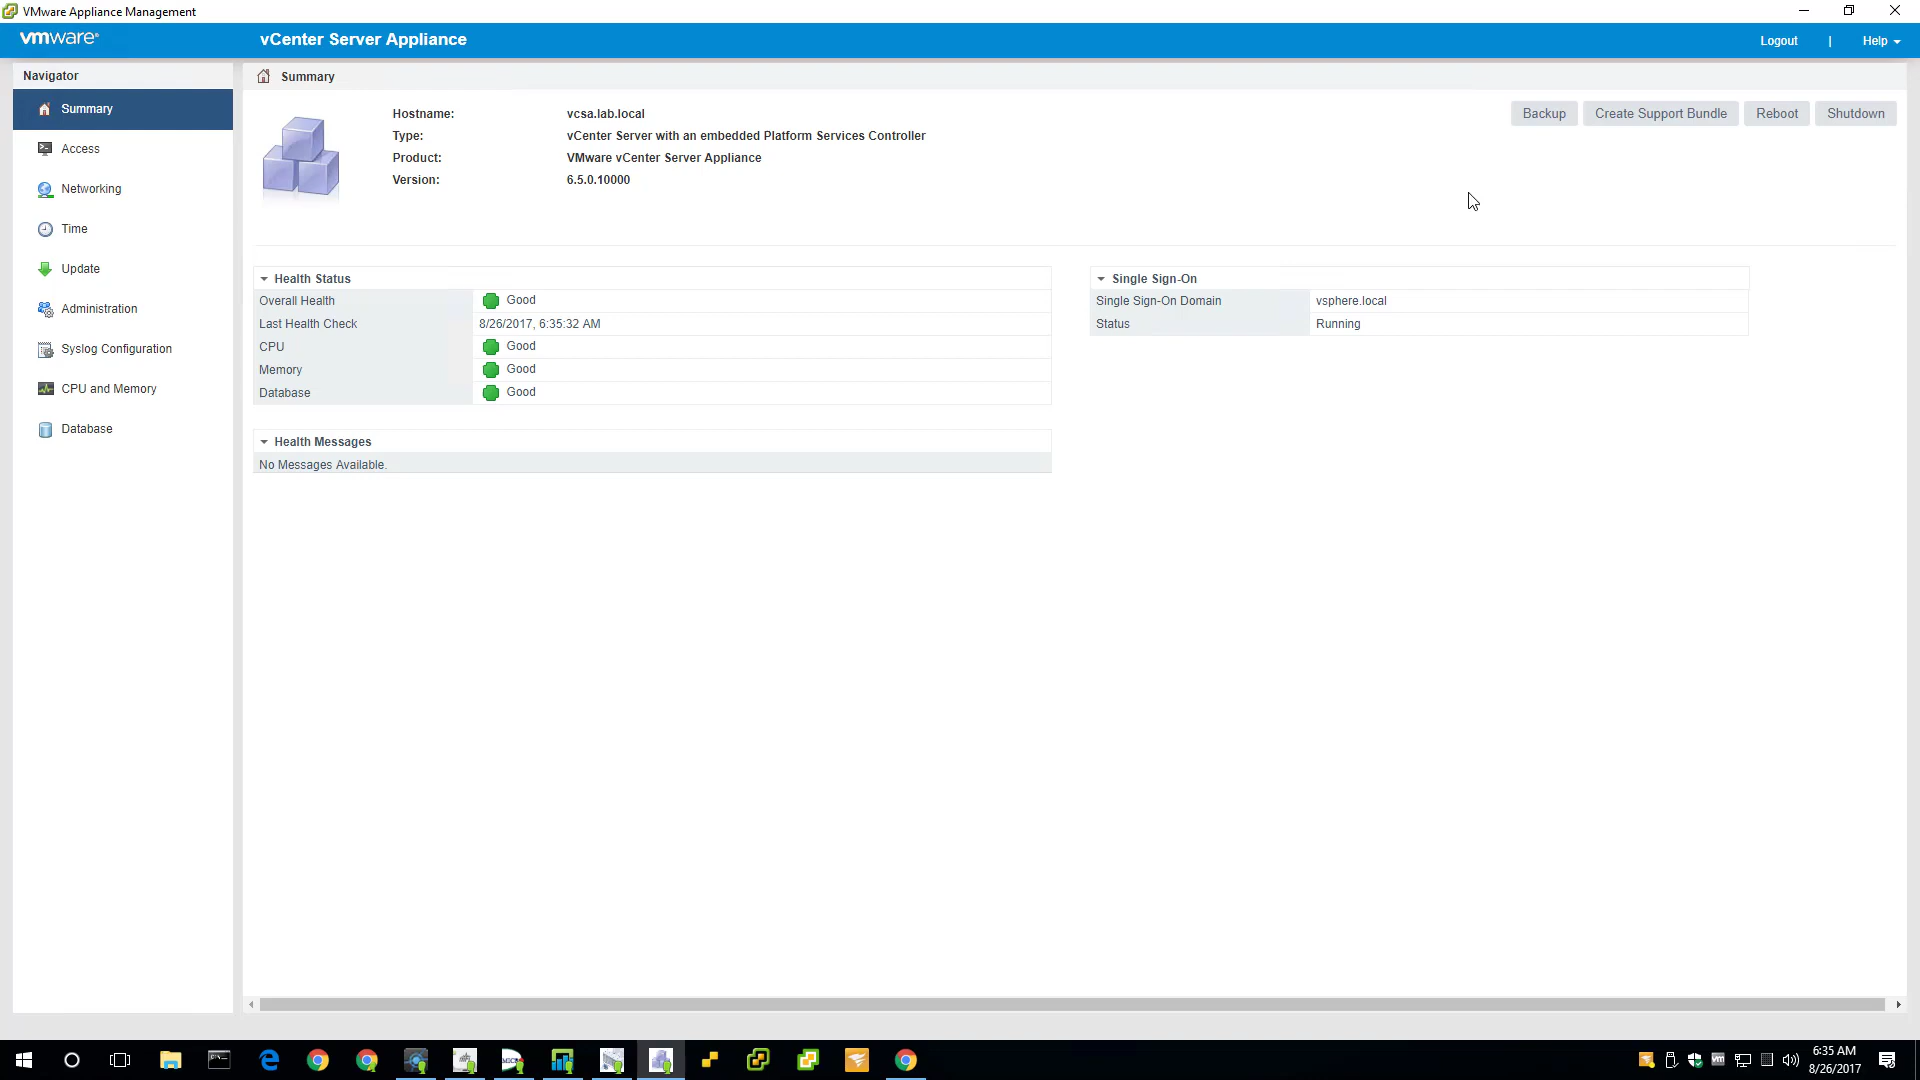 VMware Appliance Management
vmware®
vCenter Server Appliance
Logout | Help
Navigator
Summary
Access
Networking
Time
Update
Administration
Syslog Configuration
CPU and Memory
Database
Summary
Hostname: vcsa.lab.local
Type: vCenter Server with an embedded Platform Services Controller
Product: VMware vCenter Server Appliance
Version: 6.5.0.10000
Backup Create Support Bundle Reboot Shutdown
Health Status
Overall Health Good
Last Health Check 8/26/2017, 6:35:32 AM
CPU Good
Memory Good
Database Good
Health Messages
No Messages Available.
Single Sign-On
Single Sign-On Domain vsphere.local
Status Running
6:35 AM
8/26/2017